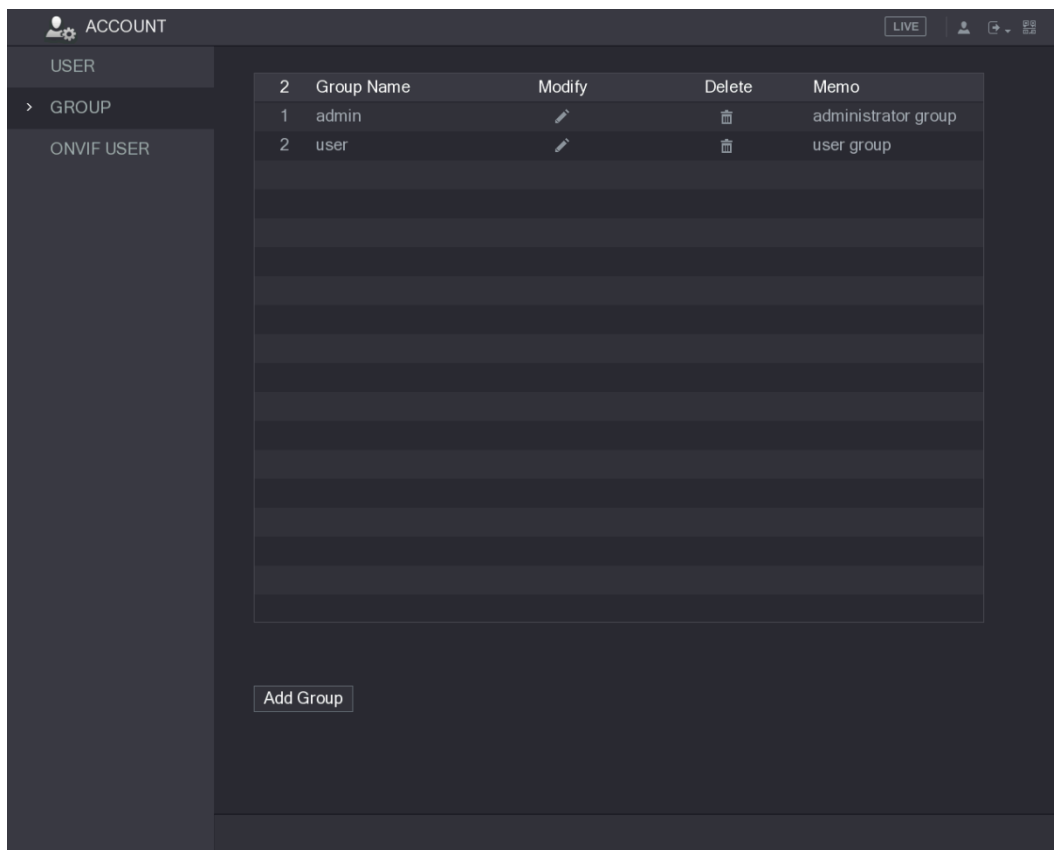 ACCOUNT
LIVE
USER
GROUP
ONVIF USER
2 Group Name Modify Delete Memo
1 admin administrator group
2 user user group
Add Group